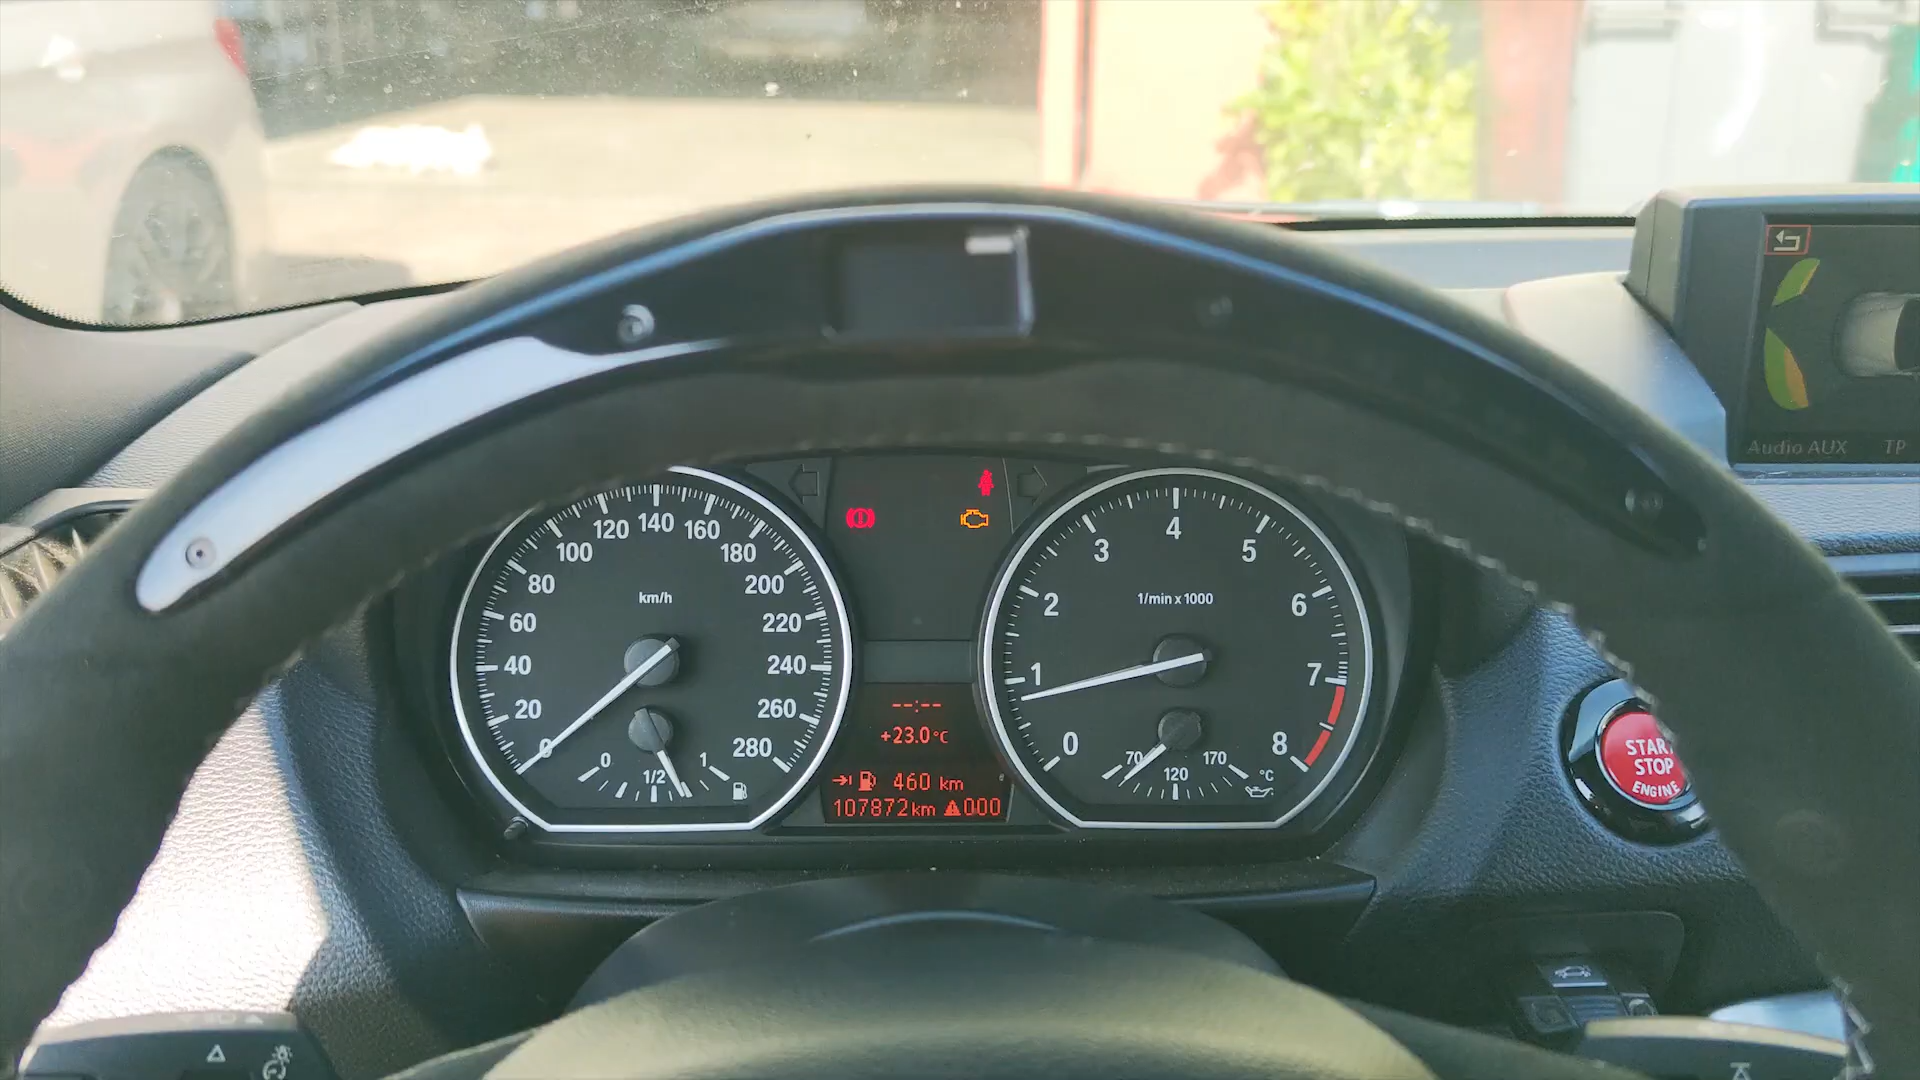 Audio AUX TP
0 20 40 60 80 100 120 140 160 180 200 220 240 260 280
km/h
0 1/2 1
--:--
+23.0°C
460 km
107872km 000
0 1 2 3 4 5 6 7 8
1/min x 1000
70 120 170 °C
START
STOP
ENGINE